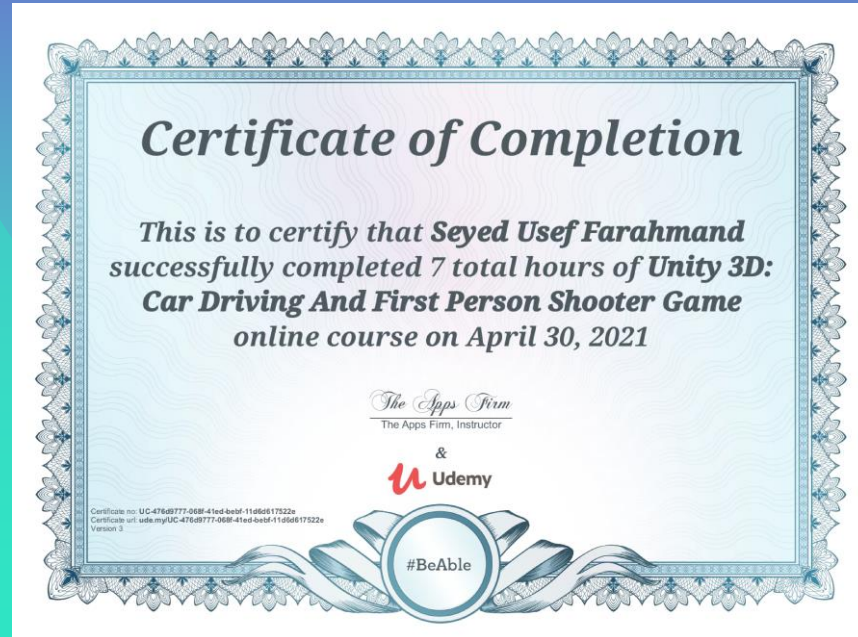 Certificate of Completion
This is to certify that Seyed Usef Farahmand
successfully completed 7 total hours of Unity 3D:
Car Driving And First Person Shooter Game
online course on April 30, 2021
The Apps Firm
The Apps Firm, Instructor
&
Udemy
Certificate no: UC-476d9777-068f-41ed-bebf-11d6d617522e
Certificate url: ude.my/UC-476d9777-068f-41ed-bebf-11d6d617522e
Version 3
#BeAble